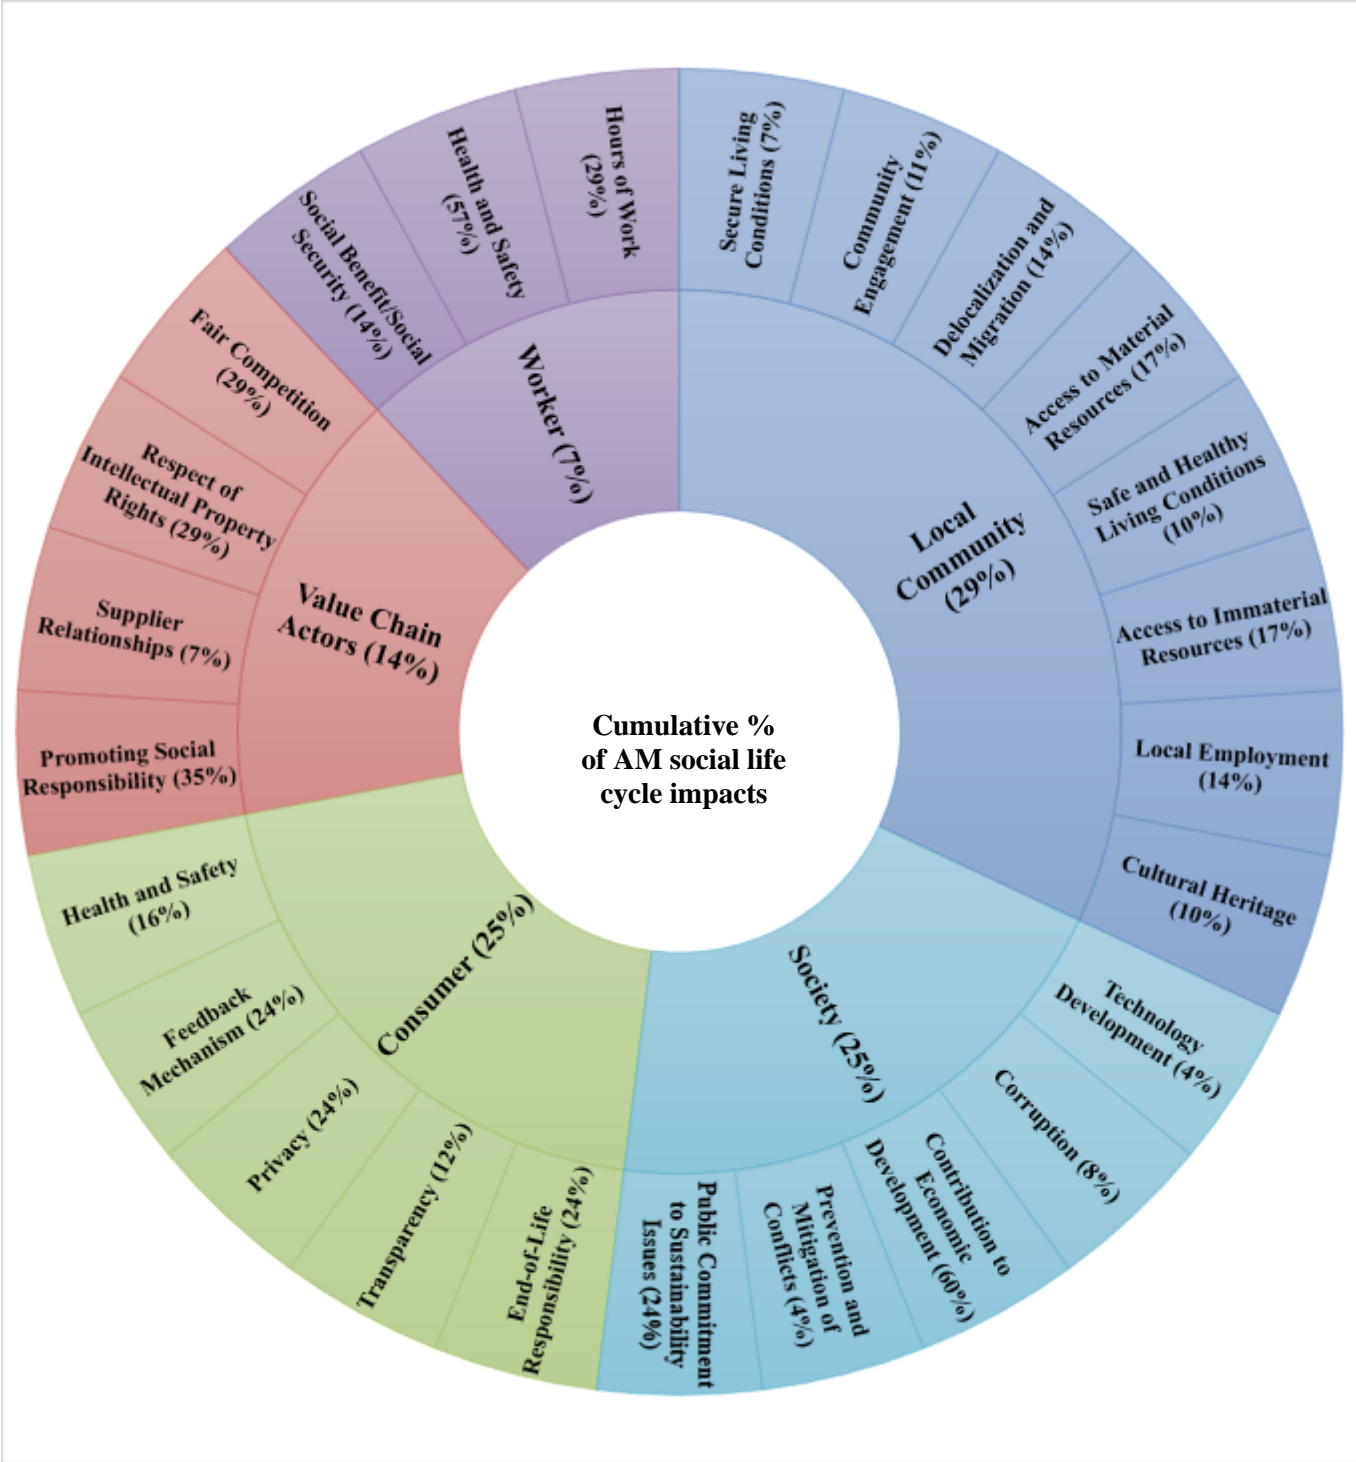 Cumulative %
of AM social life
cycle impacts
Local
Community
(29%)
Secure Living
Conditions (7%)
Community
Engagement (11%)
Delocalization and
Migration (14%)
Access to Material
Resources (17%)
Safe and Healthy
Living Conditions
(10%)
Access to Immaterial
Resources (17%)
Local Employment
(14%)
Cultural Heritage
(10%)
Society (25%)
Technology
Development (4%)
Corruption (8%)
Contribution to
Economic
Development (60%)
Prevention and
Mitigation of
Conflicts (4%)
Public Commitment
to Sustainability
Issues (24%)
Consumer (25%)
End-of-Life
Responsibility (24%)
Transparency (12%)
Privacy (24%)
Feedback
Mechanism (24%)
Health and Safety
(16%)
Value Chain
Actors (14%)
Promoting Social
Responsibility (35%)
Supplier
Relationships (7%)
Respect of
Intellectual Property
Rights (29%)
Fair Competition
(29%)
Worker (7%)
Social Benefit/Social
Security (14%)
Health and Safety
(57%)
Hours of Work
(29%)